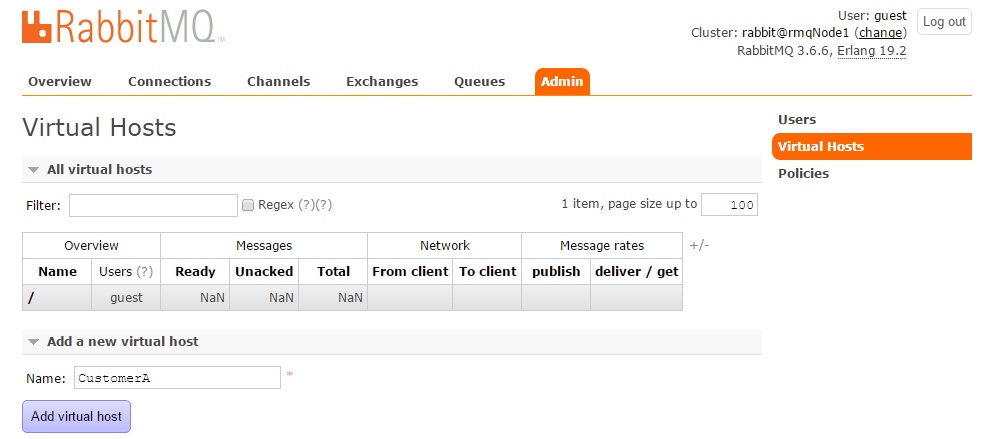 RabbitMQ™
User: guest
Cluster: rabbit@rmqNode1 (change)
RabbitMQ 3.6.6, Erlang 19.2
Log out
Overview Connections Channels Exchanges Queues Admin
Virtual Hosts
Users
Virtual Hosts
Policies
All virtual hosts
Filter: Regex (?)(?) 1 item, page size up to 100
Overview Messages Network Message rates +/-
Name Users (?) Ready Unacked Total From client To client publish deliver / get
/ guest NaN NaN NaN
Add a new virtual host
Name: CustomerA *
Add virtual host